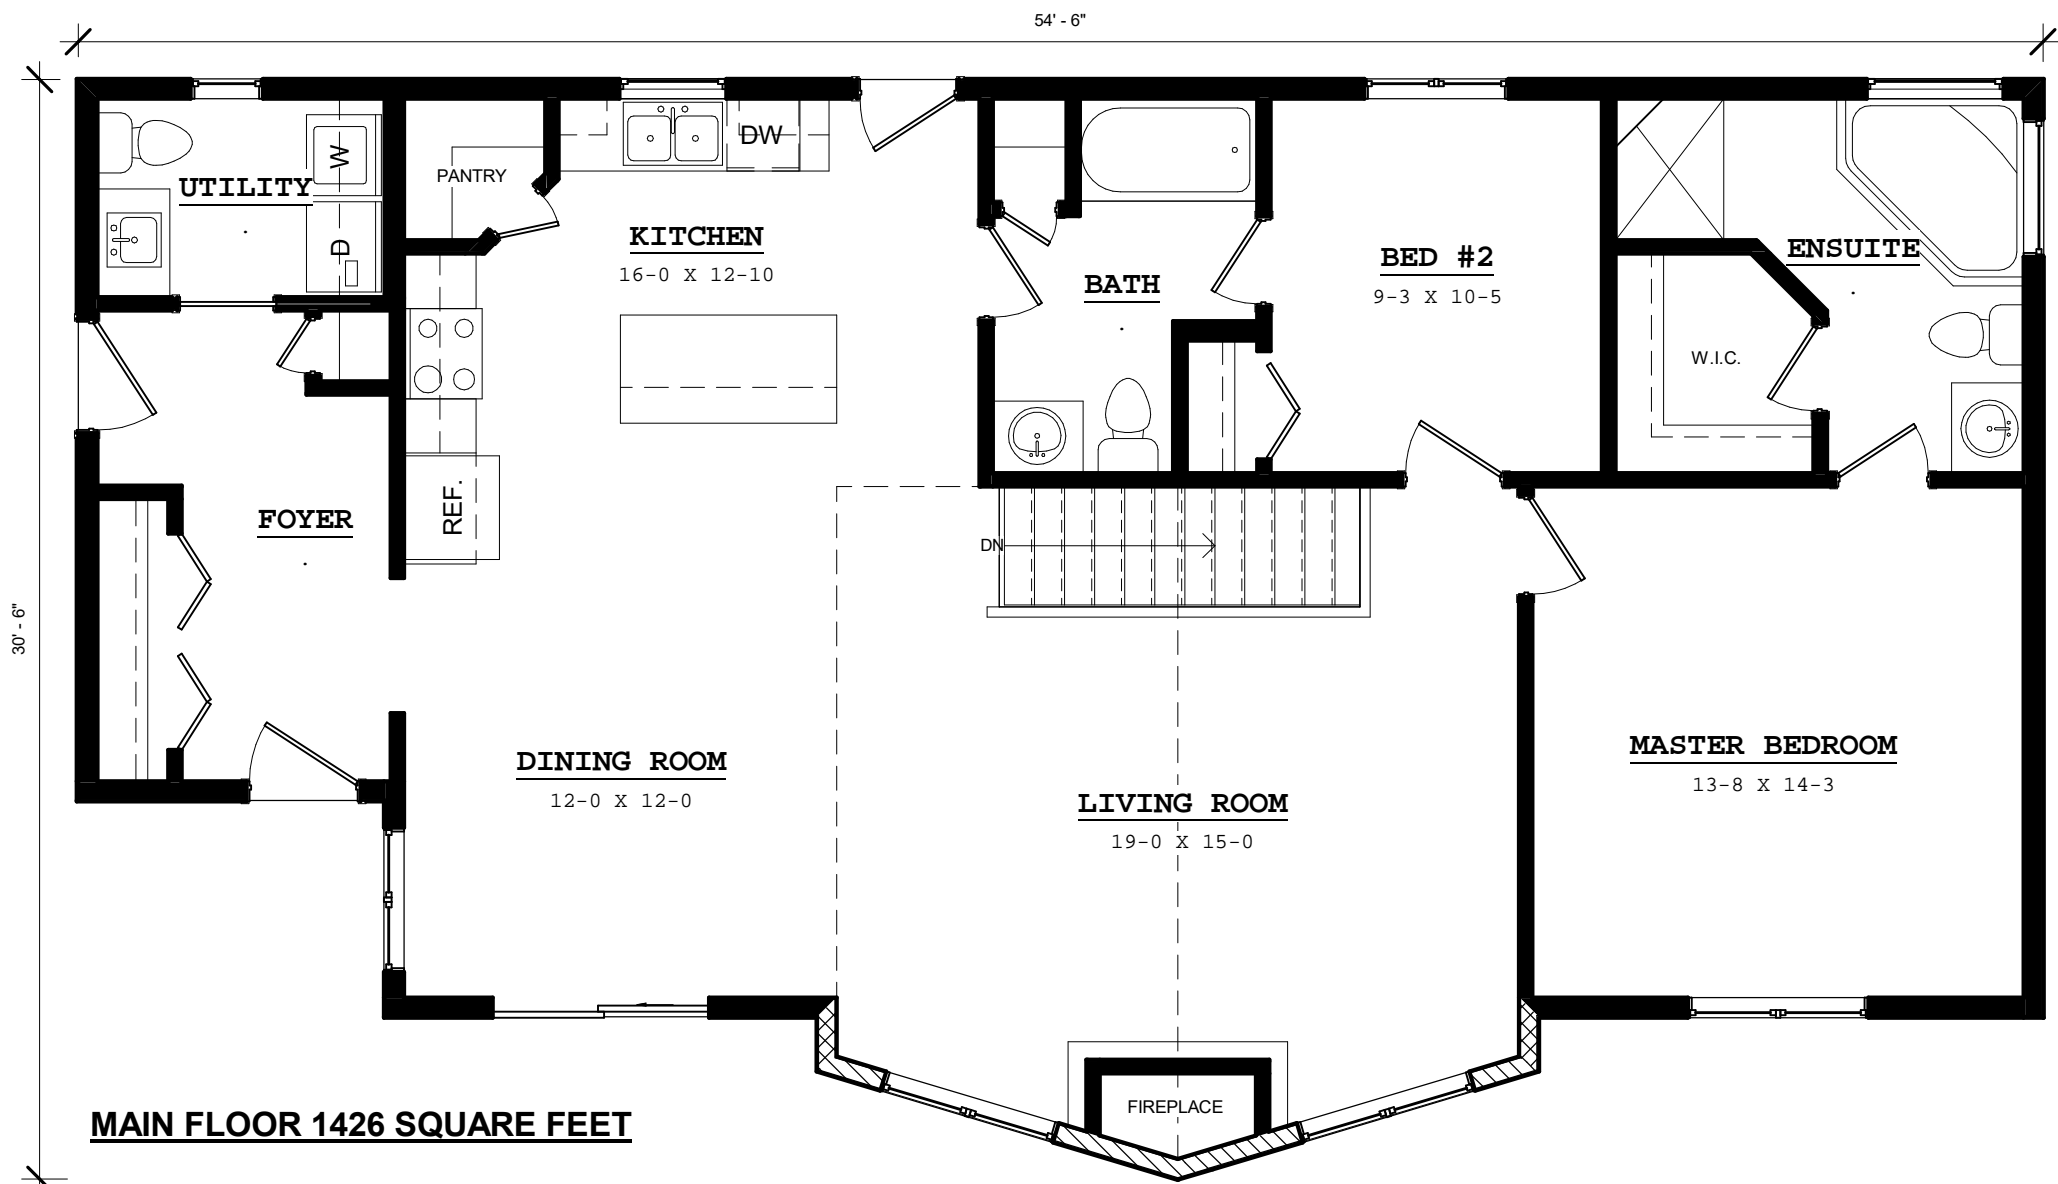 54' - 6"
DW
W
PANTRY
UTILITY
KITCHEN
16-0 X 12-10
D
BED #2
9-3 X 10-5
ENSUITE
BATH
W.I.C.
REF.
FOYER
DN
30' - 6"
MASTER BEDROOM
13-8 X 14-3
DINING ROOM
12-0 X 12-0
LIVING ROOM
19-0 X 15-0
FIREPLACE
MAIN FLOOR 1426 SQUARE FEET